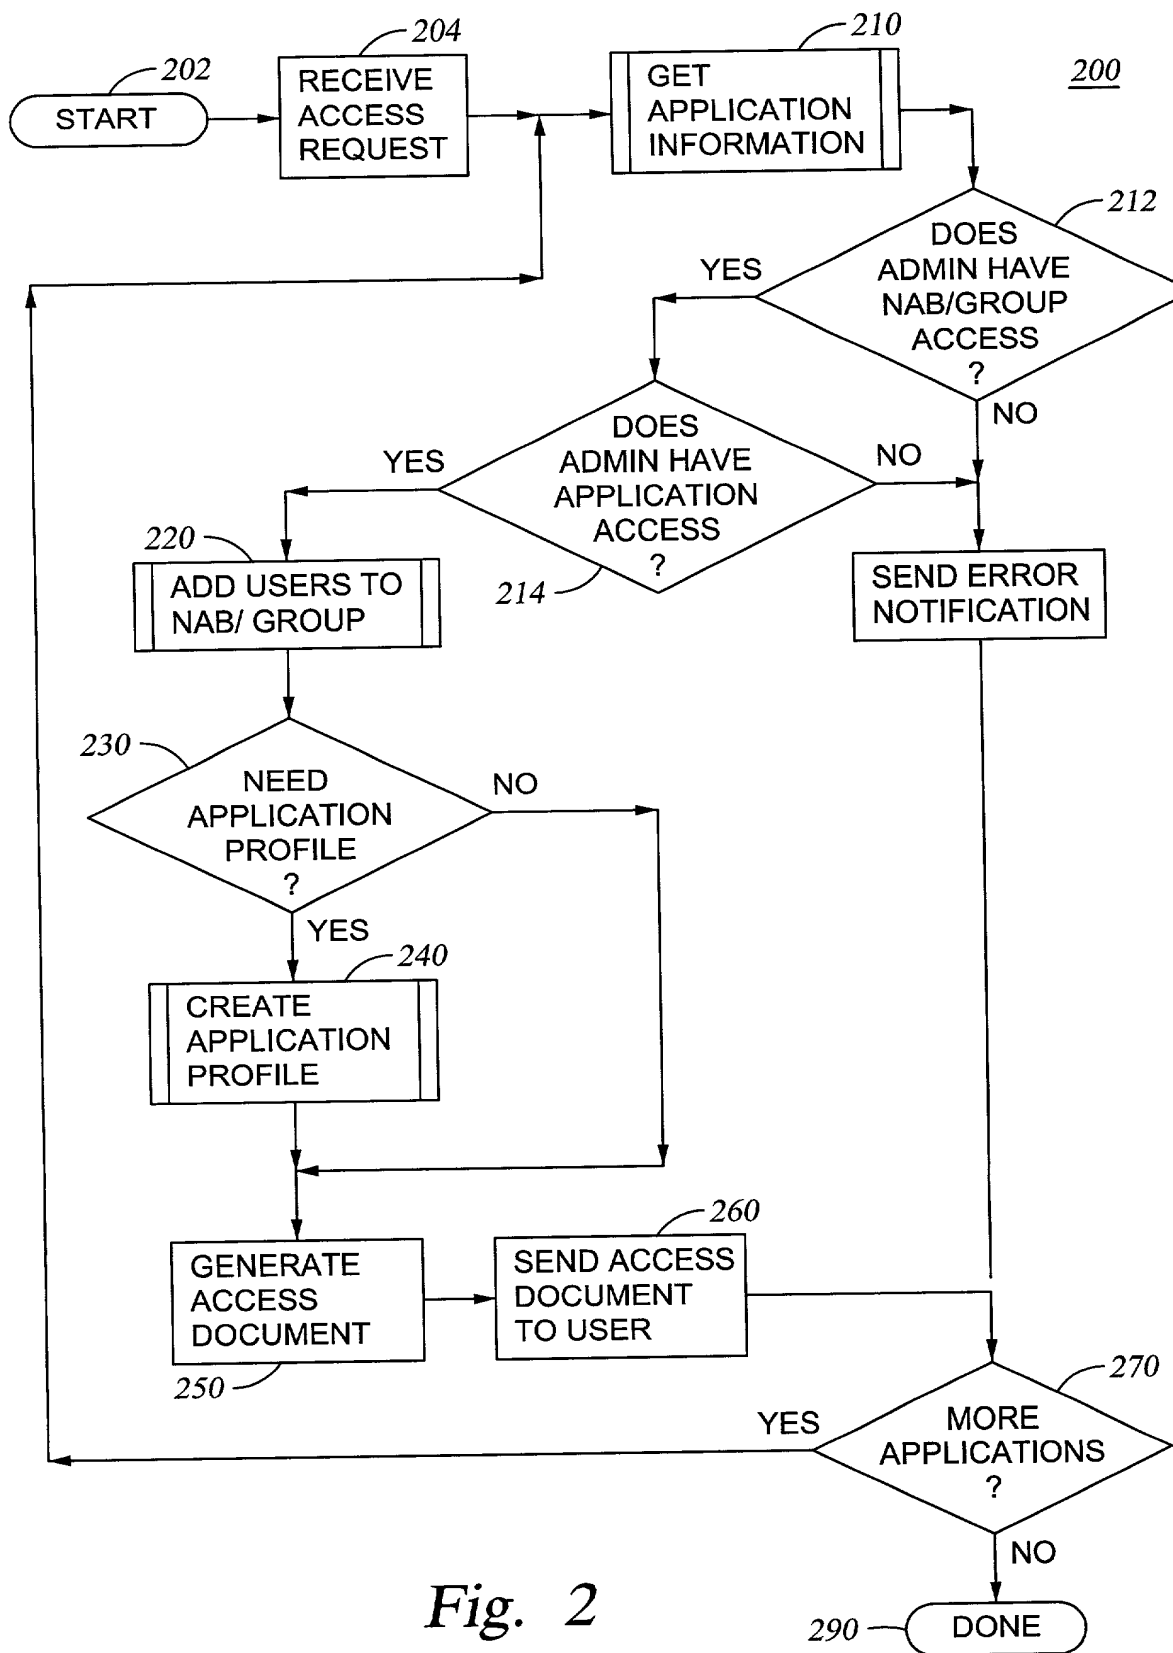 202
START
204
RECEIVE
ACCESS
REQUEST
210
GET
APPLICATION
INFORMATION
200
212
DOES
ADMIN HAVE
NAB/GROUP
ACCESS
?
YES
NO
DOES
ADMIN HAVE
APPLICATION
ACCESS
?
214
YES
NO
220
ADD USERS TO
NAB/ GROUP
SEND ERROR
NOTIFICATION
230
NEED
APPLICATION
PROFILE
?
NO
YES
240
CREATE
APPLICATION
PROFILE
GENERATE
ACCESS
DOCUMENT
250
260
SEND ACCESS
DOCUMENT
TO USER
270
MORE
APPLICATIONS
?
YES
NO
290
DONE
Fig. 2